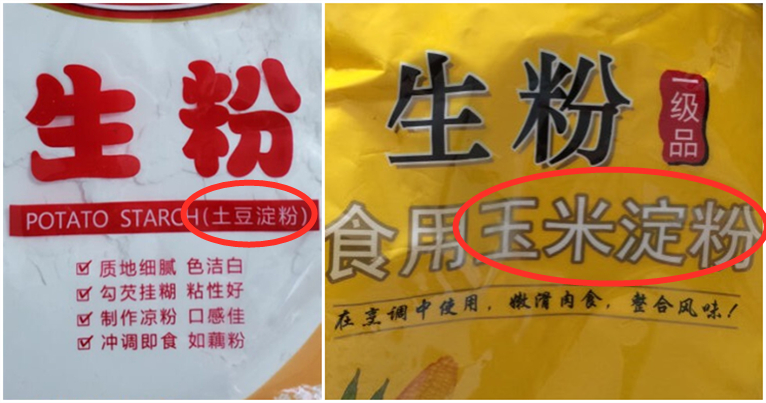 生粉
POTATO STARCH(土豆淀粉)
质地细腻 色洁白
勾芡挂糊 粘性好
制作凉粉 口感佳
冲调即食 如藕粉
生粉
一级品
食用玉米淀粉
在烹调中使用，嫩滑肉食，整合风味！